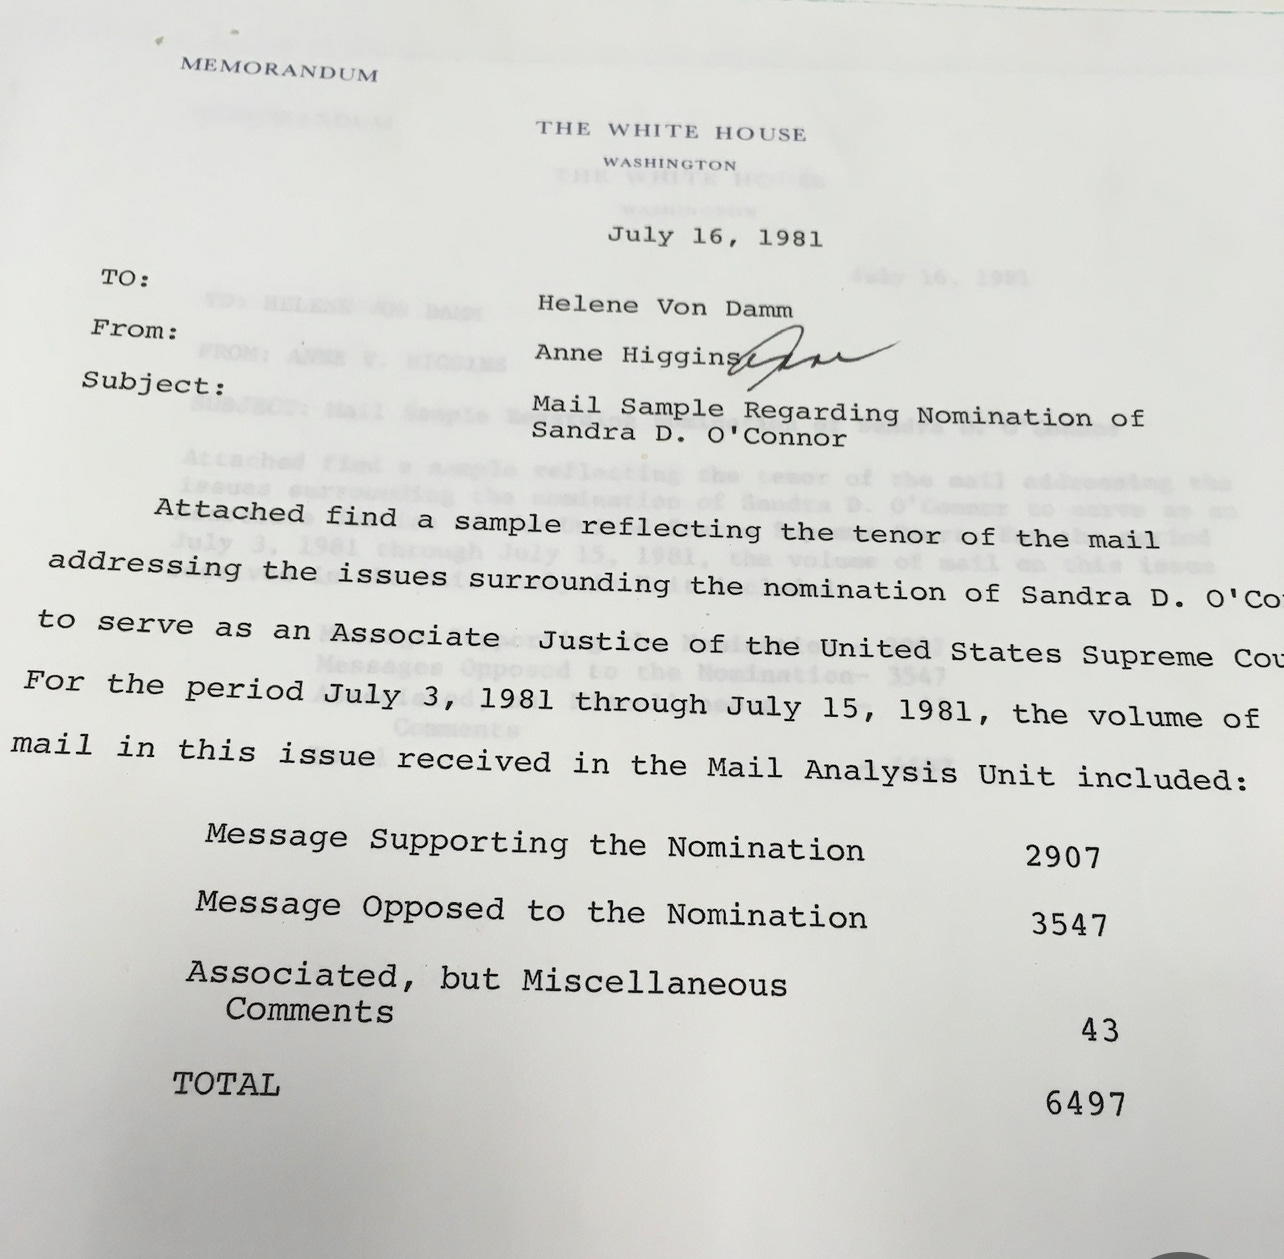 MEMORANDUM
THE WHITE HOUSE
WASHINGTON
July 16, 1981
TO:
Helene Von Damm
From:
Anne Higgins
Subject:
Mail Sample Regarding Nomination of
Sandra D. O'Connor
Attached find a sample reflecting the tenor of the mail
addressing the issues surrounding the nomination of Sandra D. O'Co
to serve as an Associate Justice of the United States Supreme Cou
For the period July 3, 1981 through July 15, 1981, the volume of
mail in this issue received in the Mail Analysis Unit included:
Message Supporting the Nomination 2907
Message Opposed to the Nomination 3547
Associated, but Miscellaneous
Comments 43
TOTAL 6497